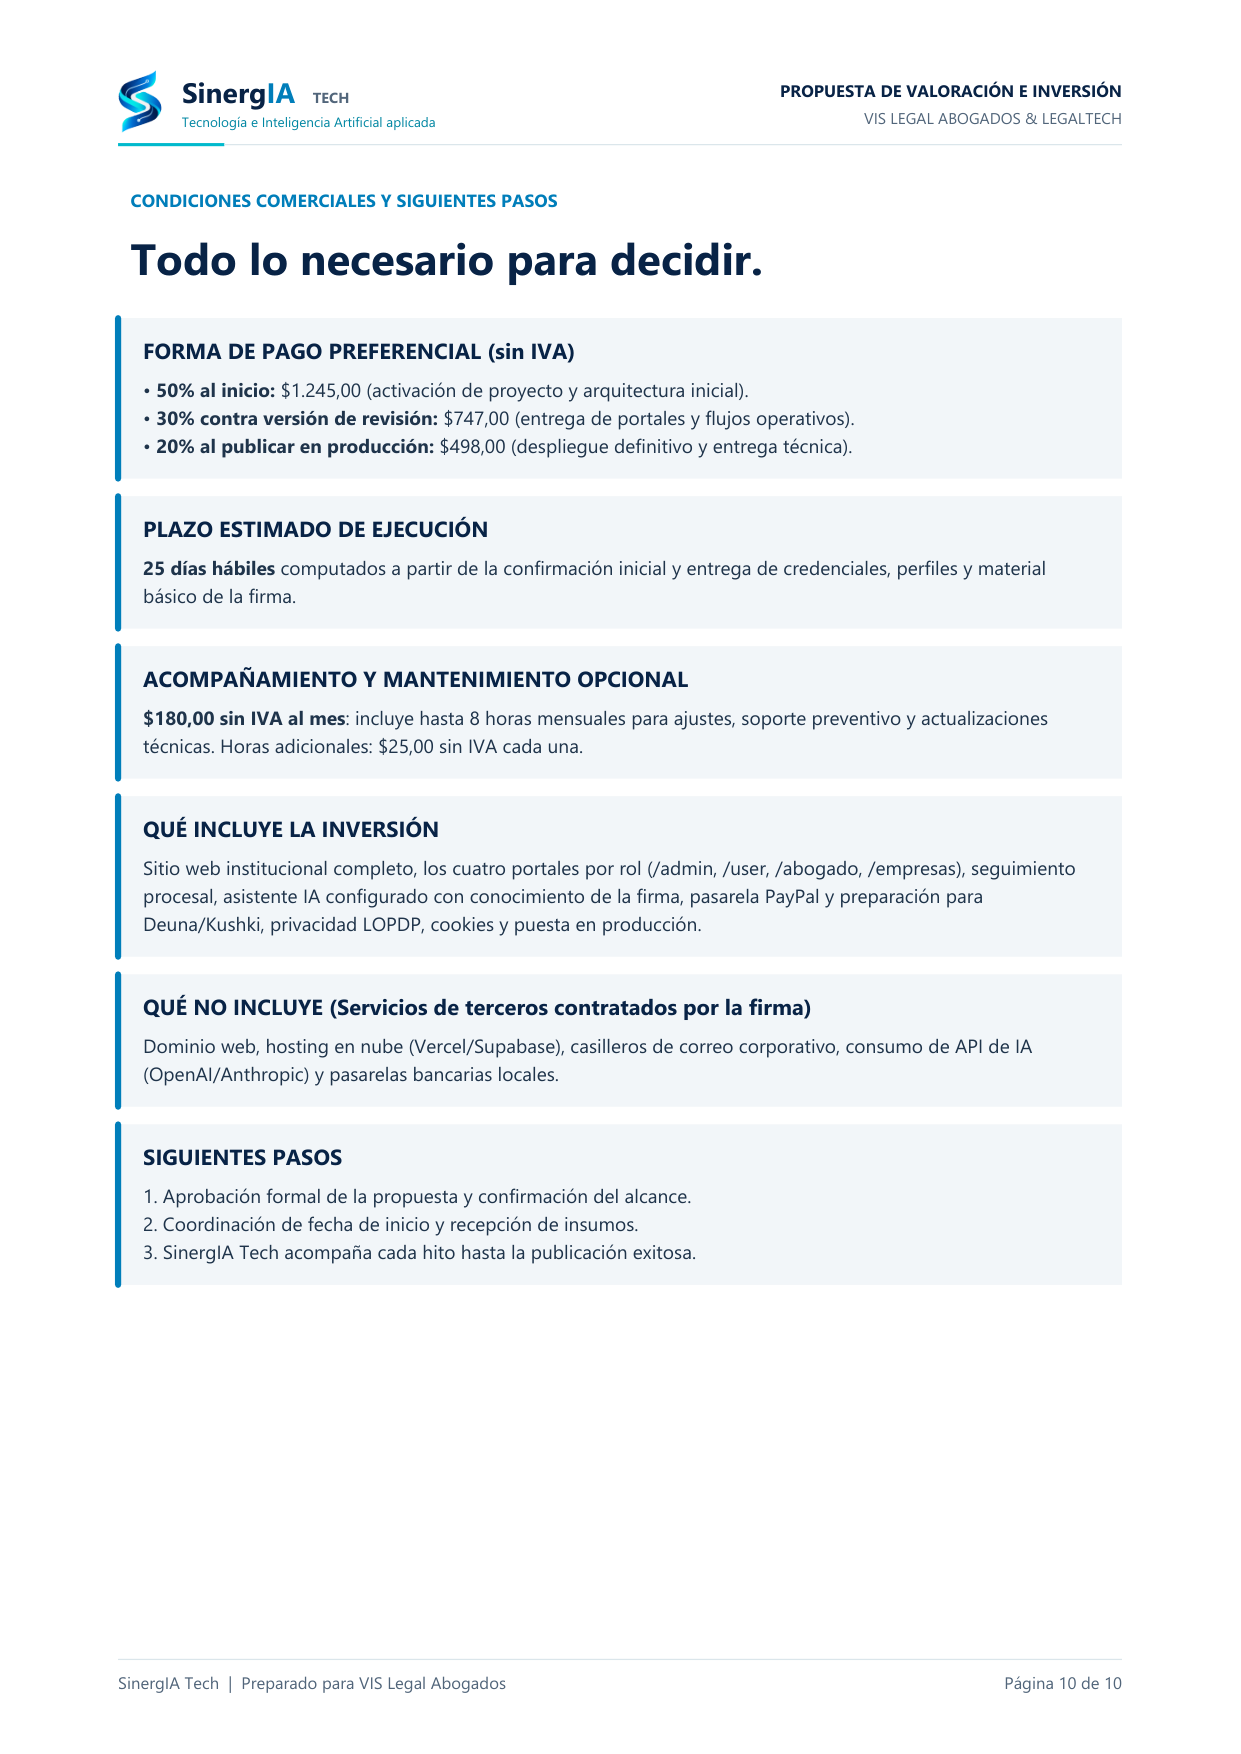 SinergIA TECH
Tecnología e Inteligencia Artificial aplicada
PROPUESTA DE VALORACIÓN E INVERSIÓN
VIS LEGAL ABOGADOS & LEGALTECH
CONDICIONES COMERCIALES Y SIGUIENTES PASOS
Todo lo necesario para decidir.
FORMA DE PAGO PREFERENCIAL (sin IVA)
• 50% al inicio: $1.245,00 (activación de proyecto y arquitectura inicial).
• 30% contra versión de revisión: $747,00 (entrega de portales y flujos operativos).
• 20% al publicar en producción: $498,00 (despliegue definitivo y entrega técnica).
PLAZO ESTIMADO DE EJECUCIÓN
25 días hábiles computados a partir de la confirmación inicial y entrega de credenciales, perfiles y material
básico de la firma.
ACOMPAÑAMIENTO Y MANTENIMIENTO OPCIONAL
$180,00 sin IVA al mes: incluye hasta 8 horas mensuales para ajustes, soporte preventivo y actualizaciones
técnicas. Horas adicionales: $25,00 sin IVA cada una.
QUÉ INCLUYE LA INVERSIÓN
Sitio web institucional completo, los cuatro portales por rol (/admin, /user, /abogado, /empresas), seguimiento
procesal, asistente IA configurado con conocimiento de la firma, pasarela PayPal y preparación para
Deuna/Kushki, privacidad LOPDP, cookies y puesta en producción.
QUÉ NO INCLUYE (Servicios de terceros contratados por la firma)
Dominio web, hosting en nube (Vercel/Supabase), casilleros de correo corporativo, consumo de API de IA
(OpenAI/Anthropic) y pasarelas bancarias locales.
SIGUIENTES PASOS
1. Aprobación formal de la propuesta y confirmación del alcance.
2. Coordinación de fecha de inicio y recepción de insumos.
3. SinergIA Tech acompaña cada hito hasta la publicación exitosa.
SinergIA Tech | Preparado para VIS Legal Abogados
Página 10 de 10